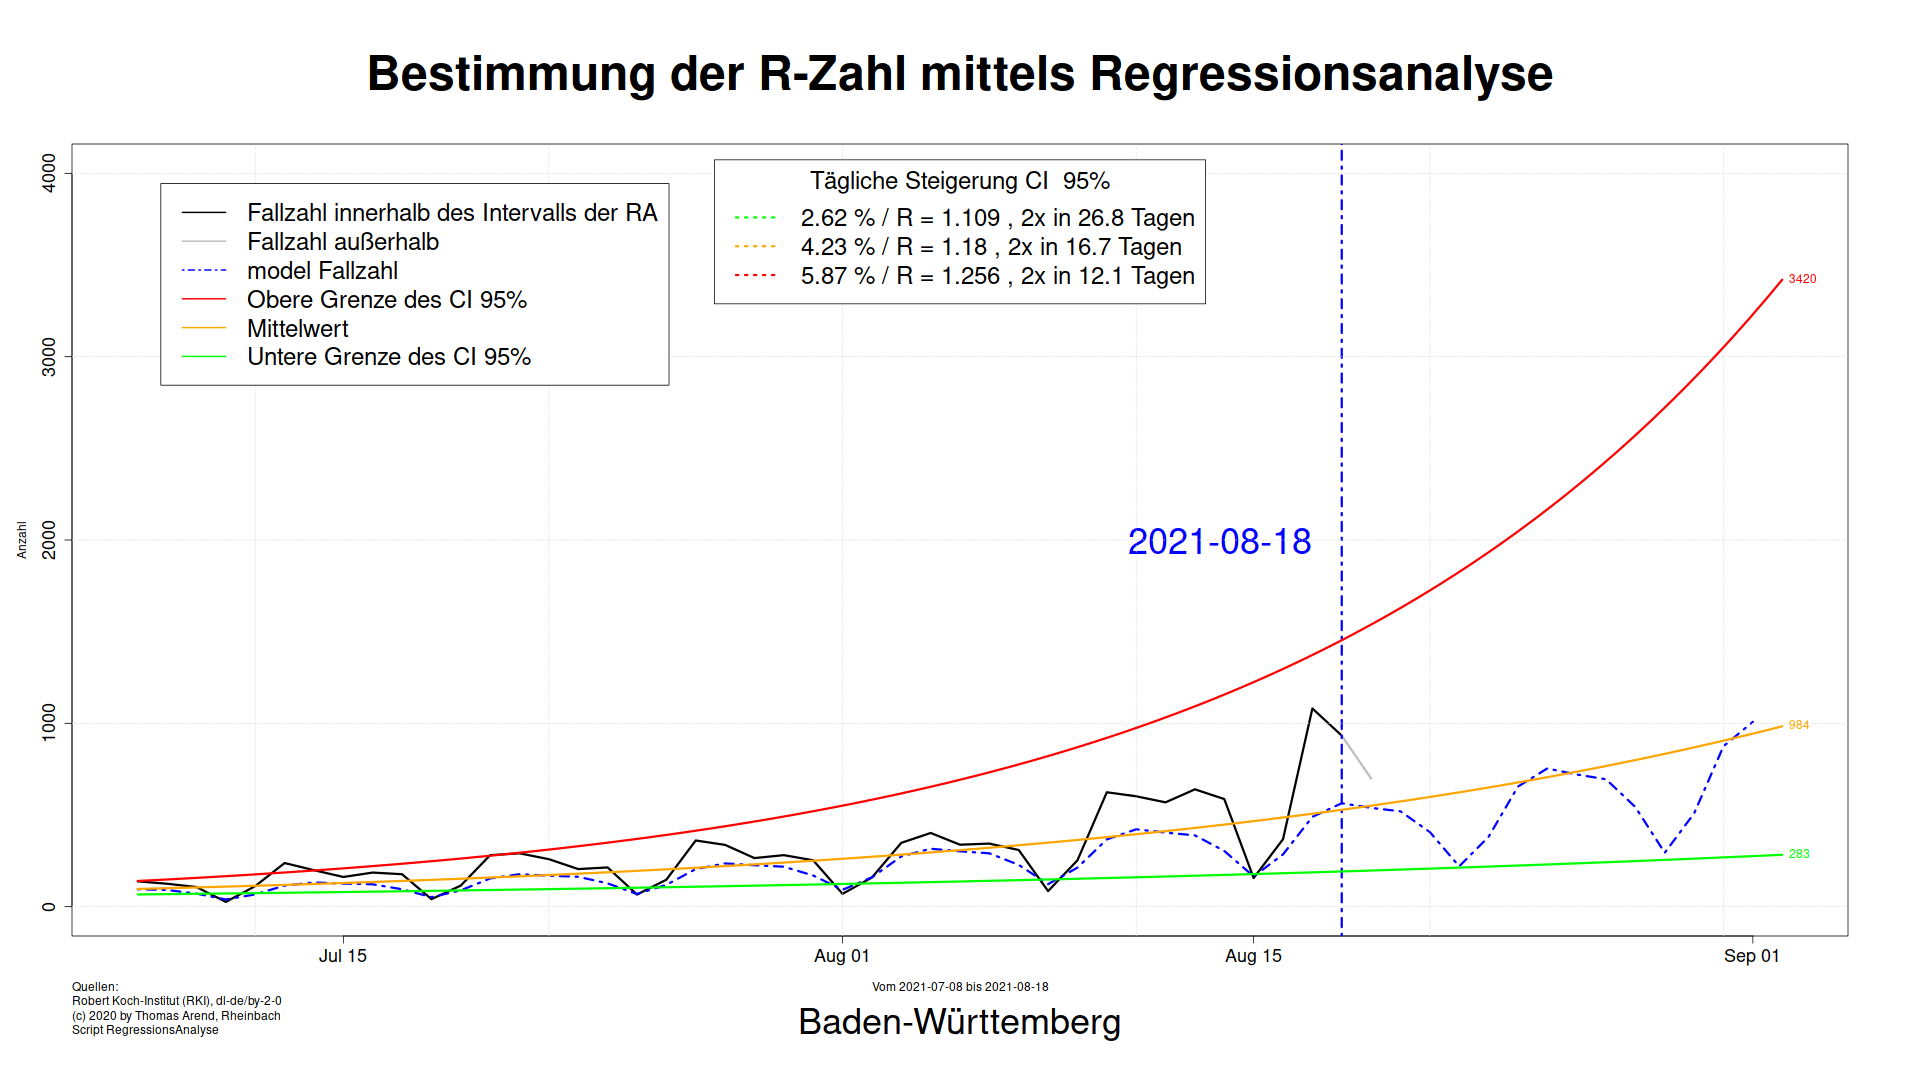 Bestimmung der R-Zahl mittels Regressionsanalyse
Fallzahl innerhalb des Intervalls der RA
Fallzahl außerhalb
model Fallzahl
Obere Grenze des CI 95%
Mittelwert
Untere Grenze des CI 95%
Tägliche Steigerung CI  95%
2.62 % / R = 1.109 , 2x in 26.8 Tagen
4.23 % / R = 1.18 , 2x in 16.7 Tagen
5.87 % / R = 1.256 , 2x in 12.1 Tagen
4000
3000
2000
1000
0
Anzahl
2021-08-18
3420
984
283
Jul 15
Aug 01
Aug 15
Sep 01
Quellen:
Robert Koch-Institut (RKI), dl-de/by-2-0
(c) 2020 by Thomas Arend, Rheinbach
Script RegressionsAnalyse
Vom 2021-07-08 bis 2021-08-18
Baden-Württemberg